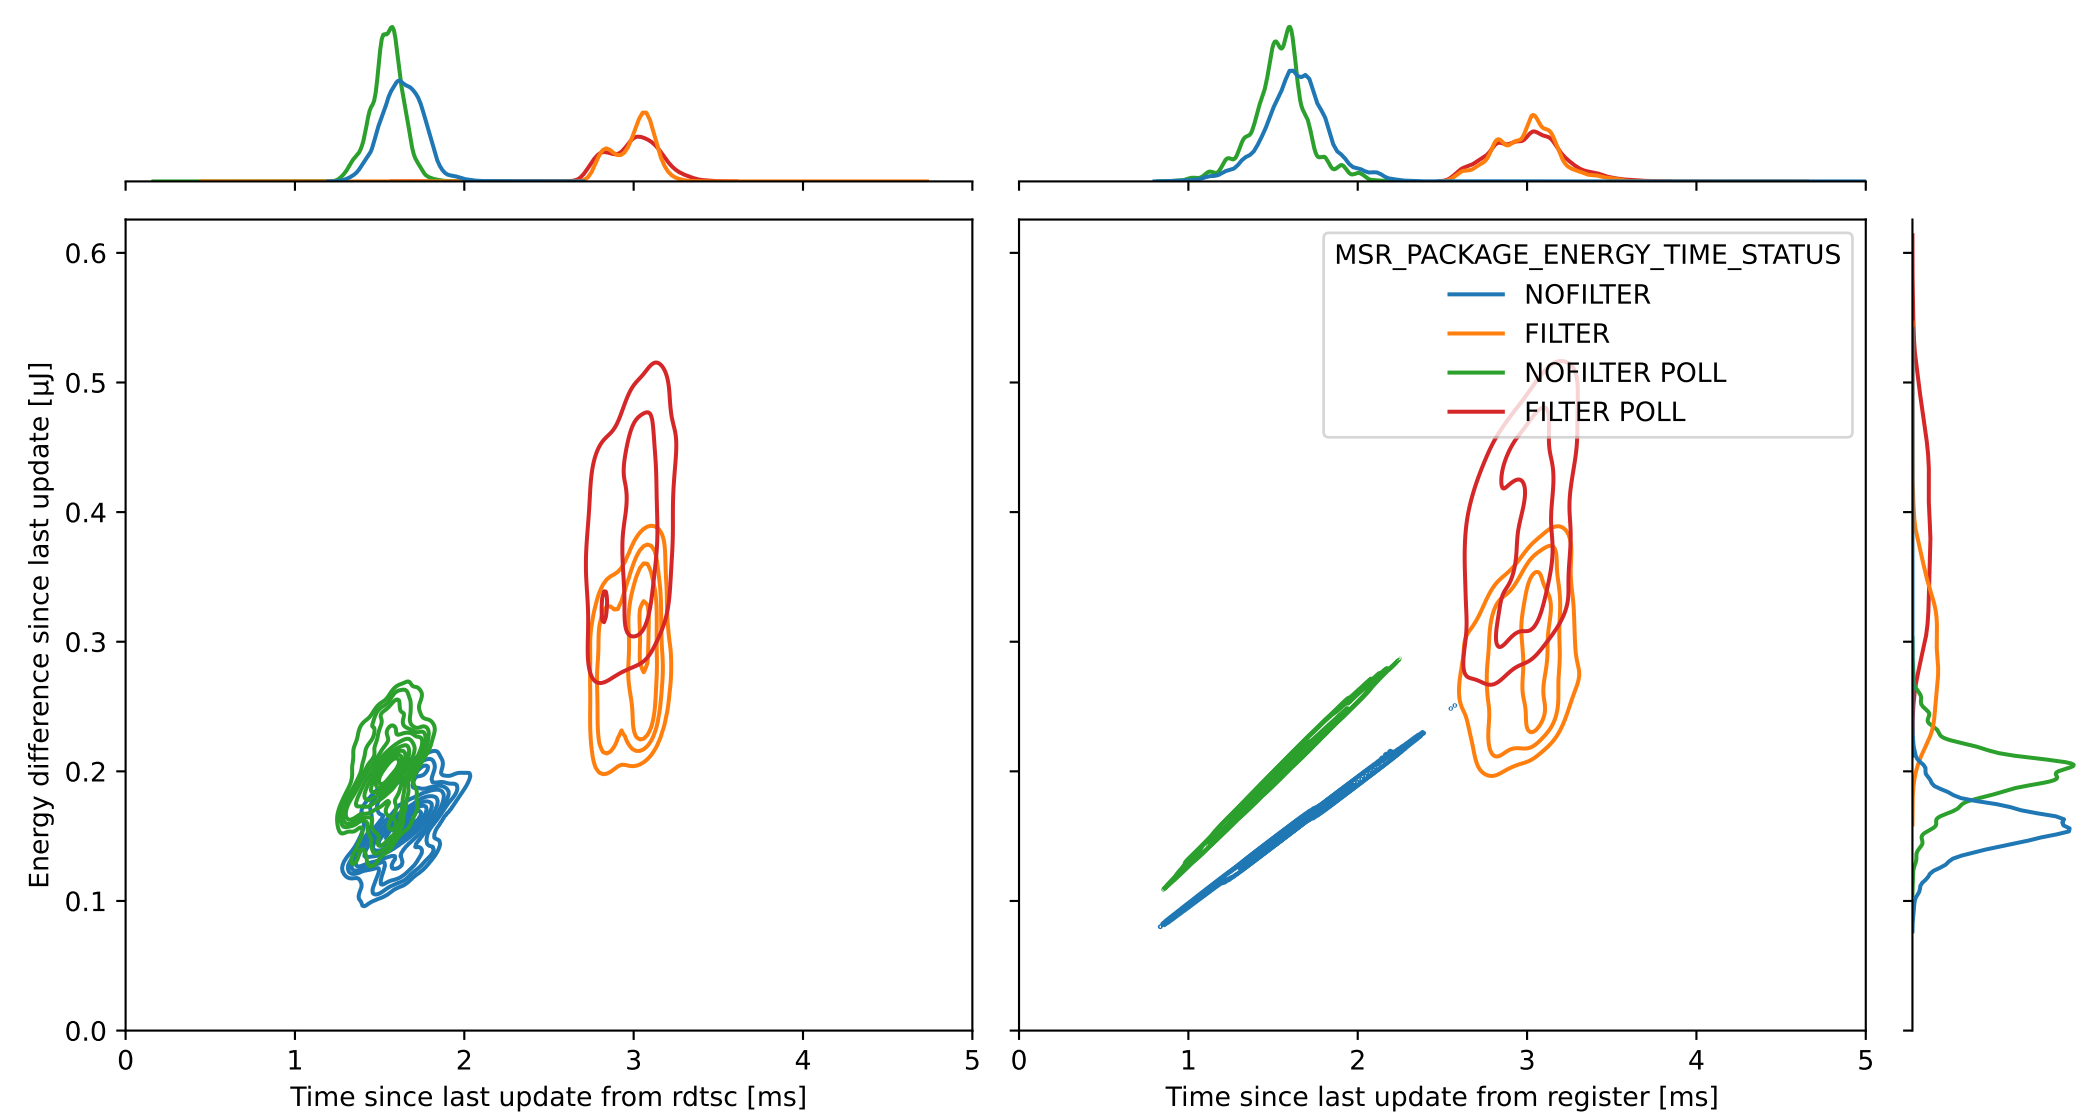 MSR_PACKAGE_ENERGY_TIME_STATUS
NOFILTER
FILTER
NOFILTER POLL
FILTER POLL
Energy difference since last update [µJ]
0.6
0.5
0.4
0.3
0.2
0.1
0.0
0 1 2 3 4 5
0 1 2 3 4 5
Time since last update from rdtsc [ms]
Time since last update from register [ms]